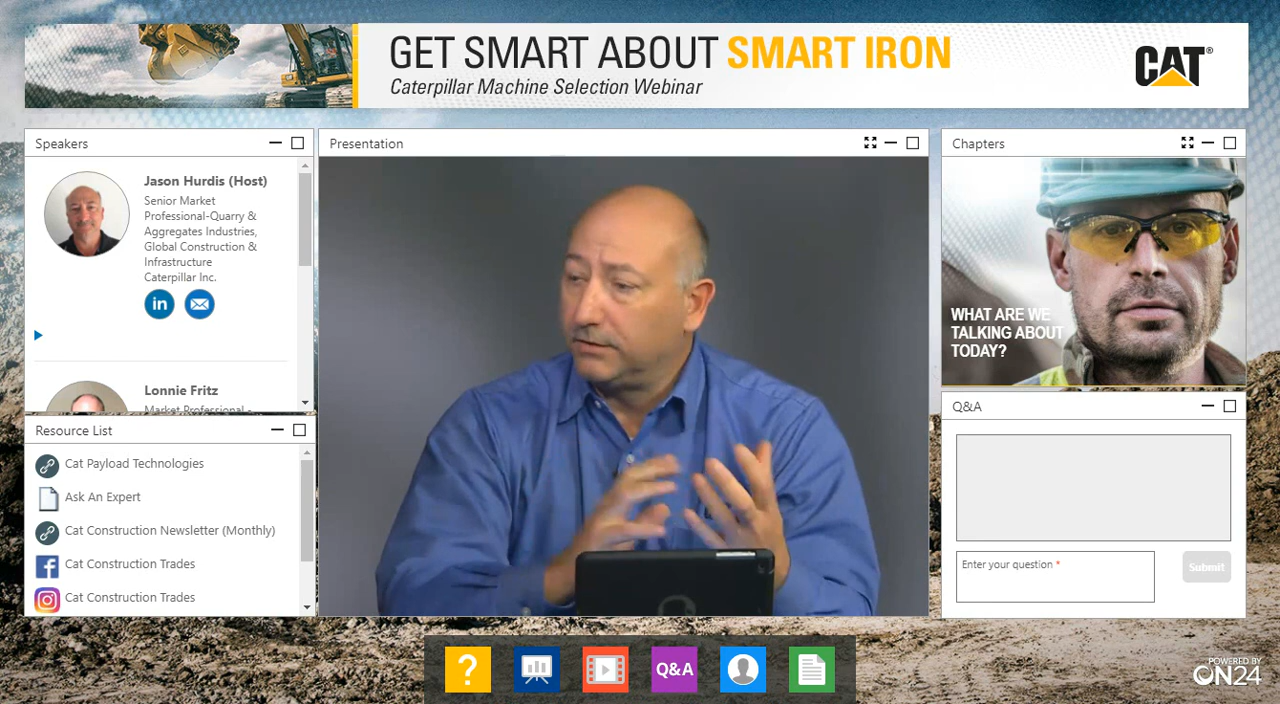 GET SMART ABOUT SMART IRON
Caterpillar Machine Selection Webinar
CAT®
Speakers
Jason Hurdis (Host)
Senior Market
Professional-Quarry &
Aggregates Industries,
Global Construction &
Infrastructure
Caterpillar Inc.
in
Lonnie Fritz
Market Professional -
Resource List
Cat Payload Technologies
Ask An Expert
Cat Construction Newsletter (Monthly)
Cat Construction Trades
Cat Construction Trades
Presentation
Chapters
WHAT ARE WE
TALKING ABOUT
TODAY?
Q&A
Enter your question *
Submit
?
Q&A
POWERED BY
ON24